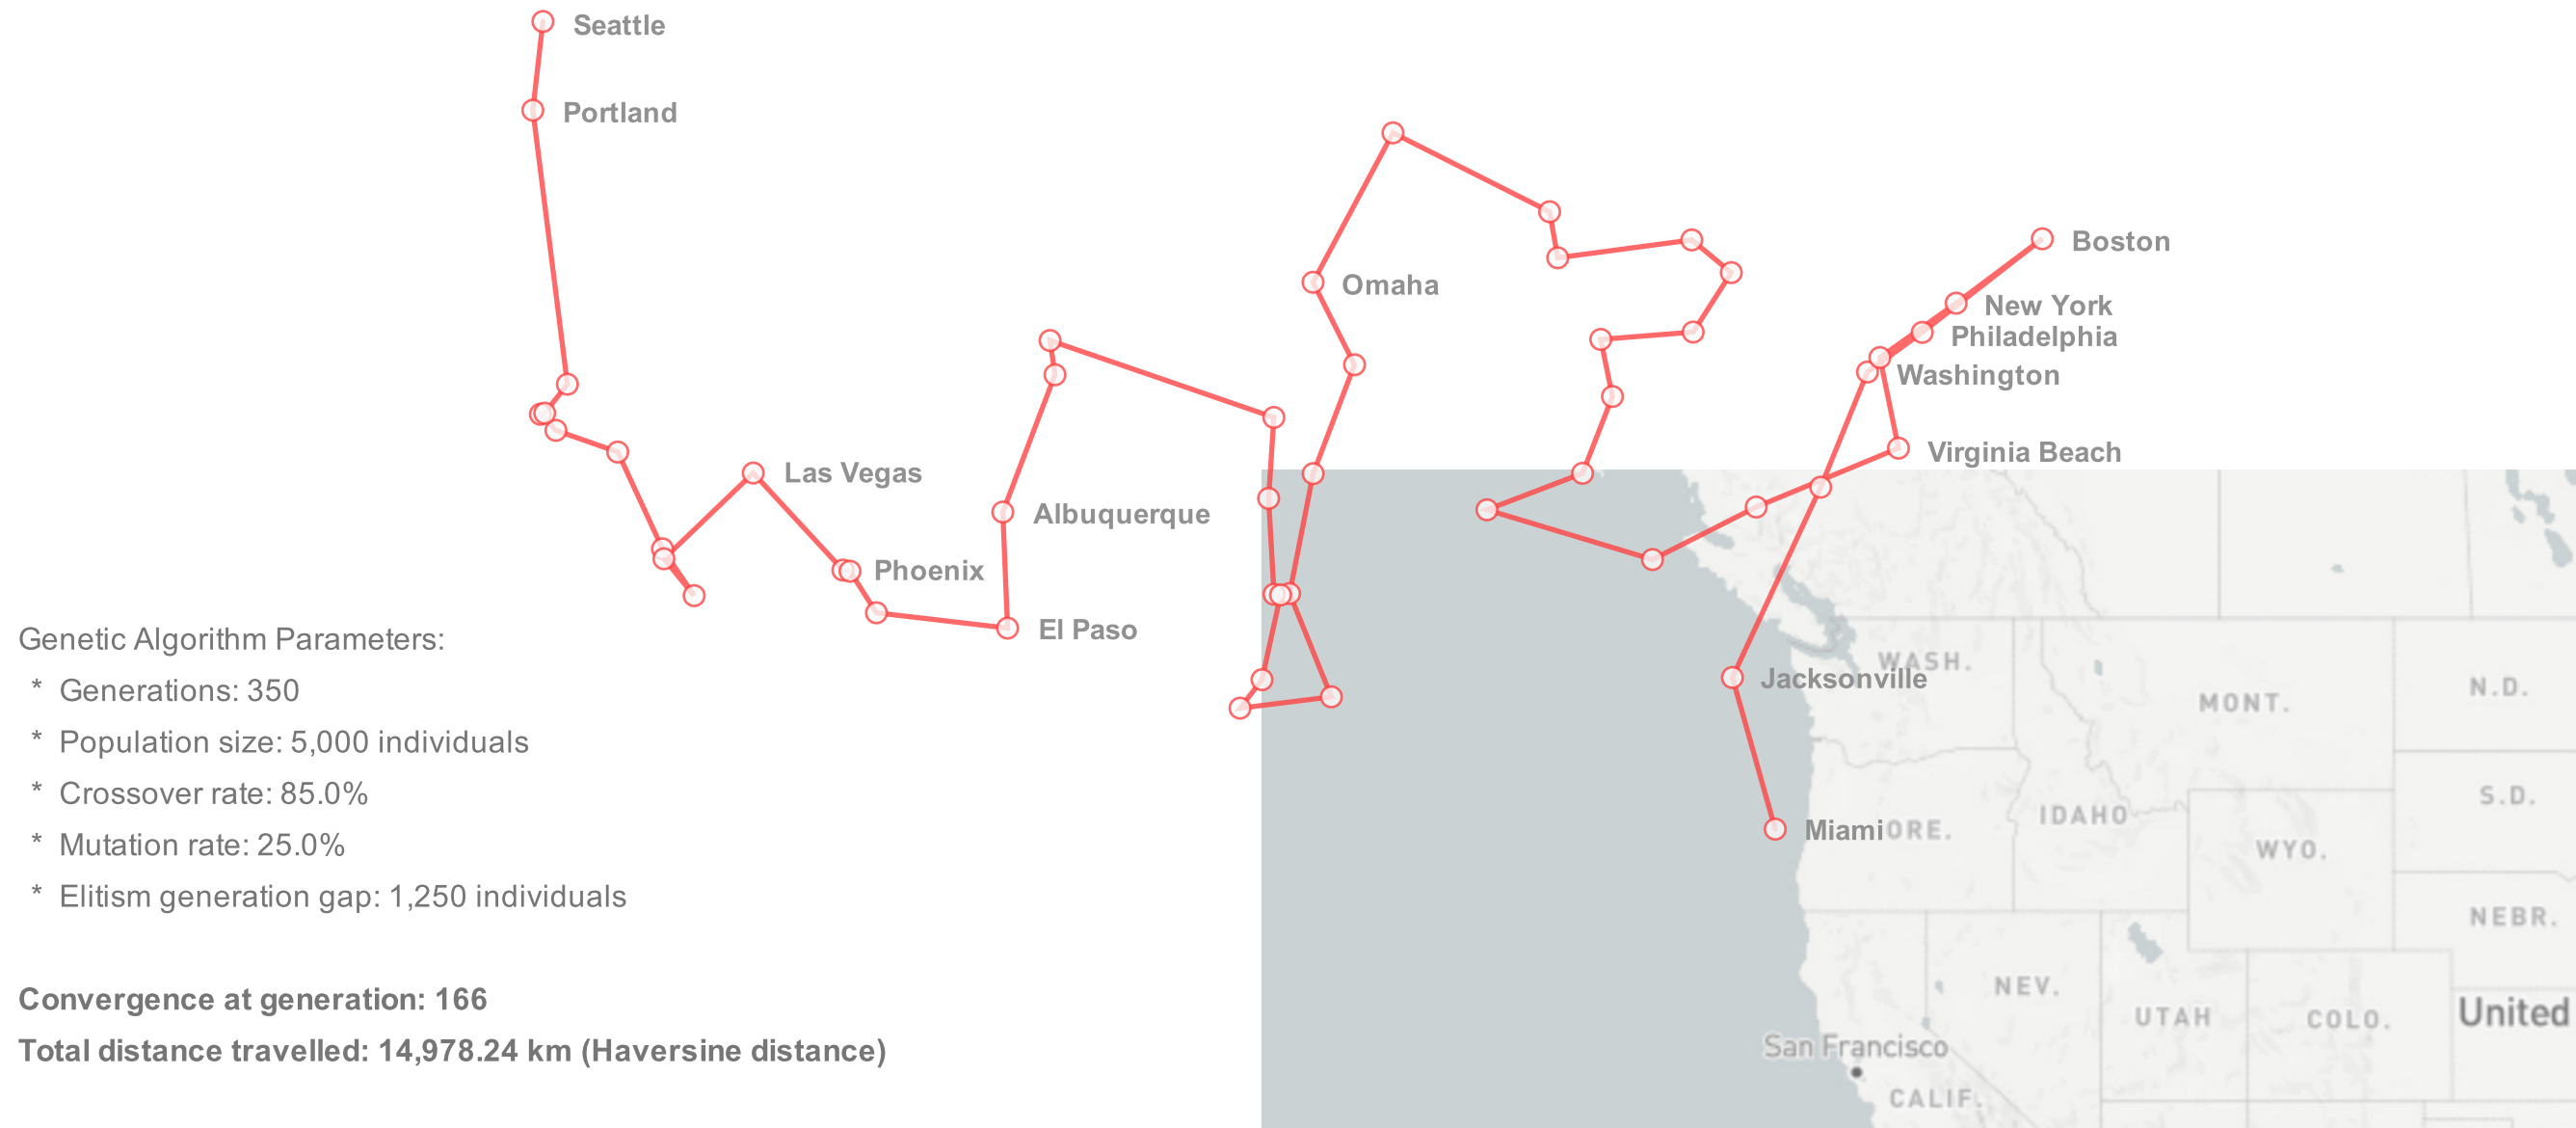 Seattle
Portland
Boston
Omaha
New York
Philadelphia
Washington
Virginia Beach
Las Vegas
Albuquerque
Phoenix
El Paso
Genetic Algorithm Parameters:
* Generations: 350
* Population size: 5,000 individuals
* Crossover rate: 85.0%
* Mutation rate: 25.0%
* Elitism generation gap: 1,250 individuals
Convergence at generation: 166
Total distance travelled: 14,978.24 km (Haversine distance)
WASH.
Jacksonville
MONT.
N.D.
Miami
ORE.
IDAHO
S.D.
WYO.
NEBR.
NEV.
UTAH
COLO.
United
San Francisco
CALIF.